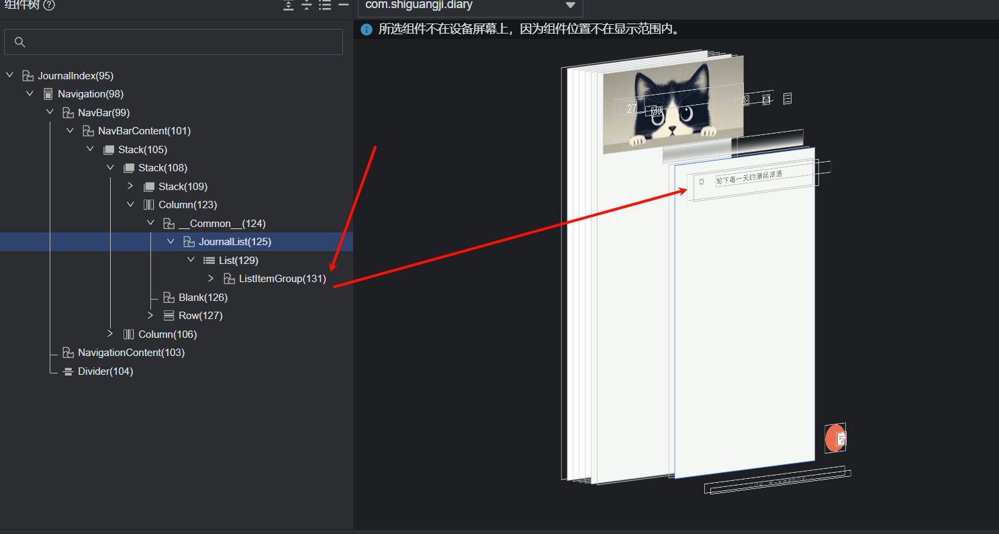 组件树
com.shiguangji.diary
所选组件不在设备屏幕上，因为组件位置不在显示范围内。
JournalIndex(95)
Navigation(98)
NavBar(99)
NavBarContent(101)
Stack(105)
Stack(108)
Stack(109)
Column(123)
__Common__(124)
JournalList(125)
List(129)
ListItemGroup(131)
Blank(126)
Row(127)
Column(106)
NavigationContent(103)
Divider(104)
27
写下每一天的潮起潮落